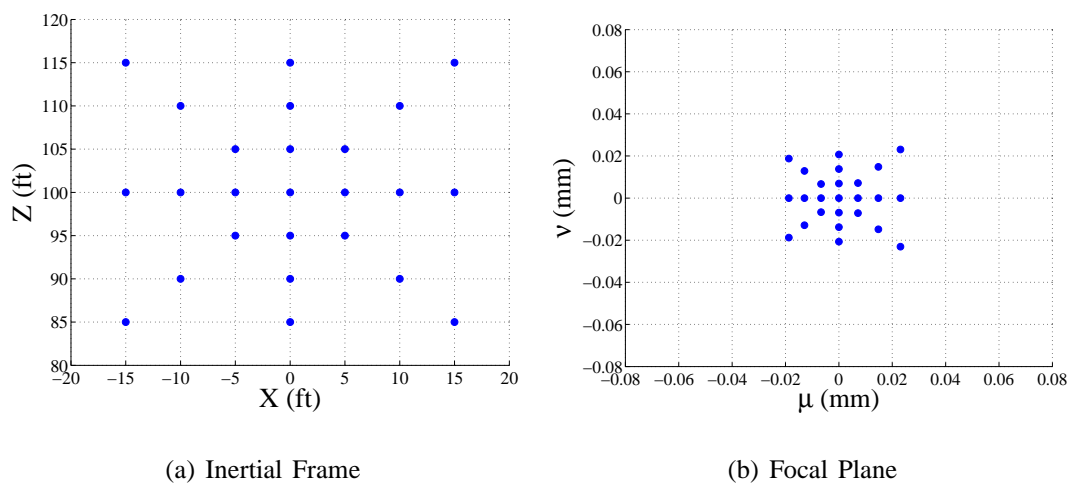 120
115
110
105
100
95
90
85
80
−20 −15 −10 −5 0 5 10 15 20
Z (ft)
X (ft)
(a) Inertial Frame
0.08
0.06
0.04
0.02
0
−0.02
−0.04
−0.06
−0.08
−0.08 −0.06 −0.04 −0.02 0 0.02 0.04 0.06 0.08
ν (mm)
μ (mm)
(b) Focal Plane